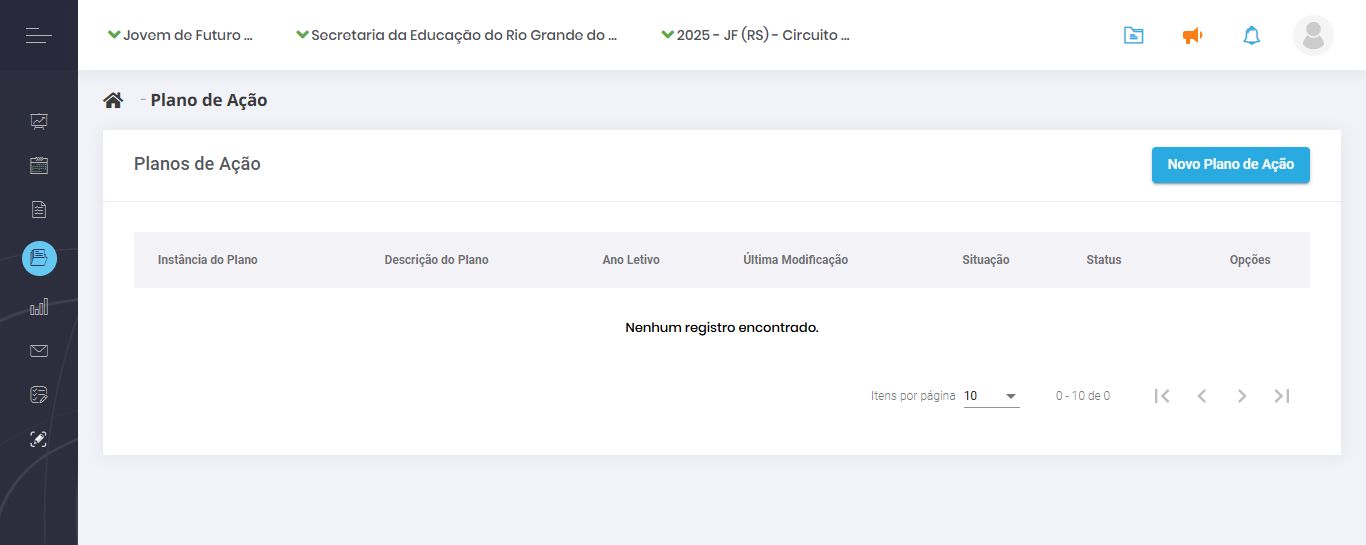 Jovem de Futuro ... Secretaria da Educação do Rio Grande do ... 2025 - JF (RS) - Circuito ...
- Plano de Ação
Planos de Ação Novo Plano de Ação
Instância do Plano Descrição do Plano Ano Letivo Última Modificação Situação Status Opções
Nenhum registro encontrado.
Itens por página 10 0 - 10 de 0